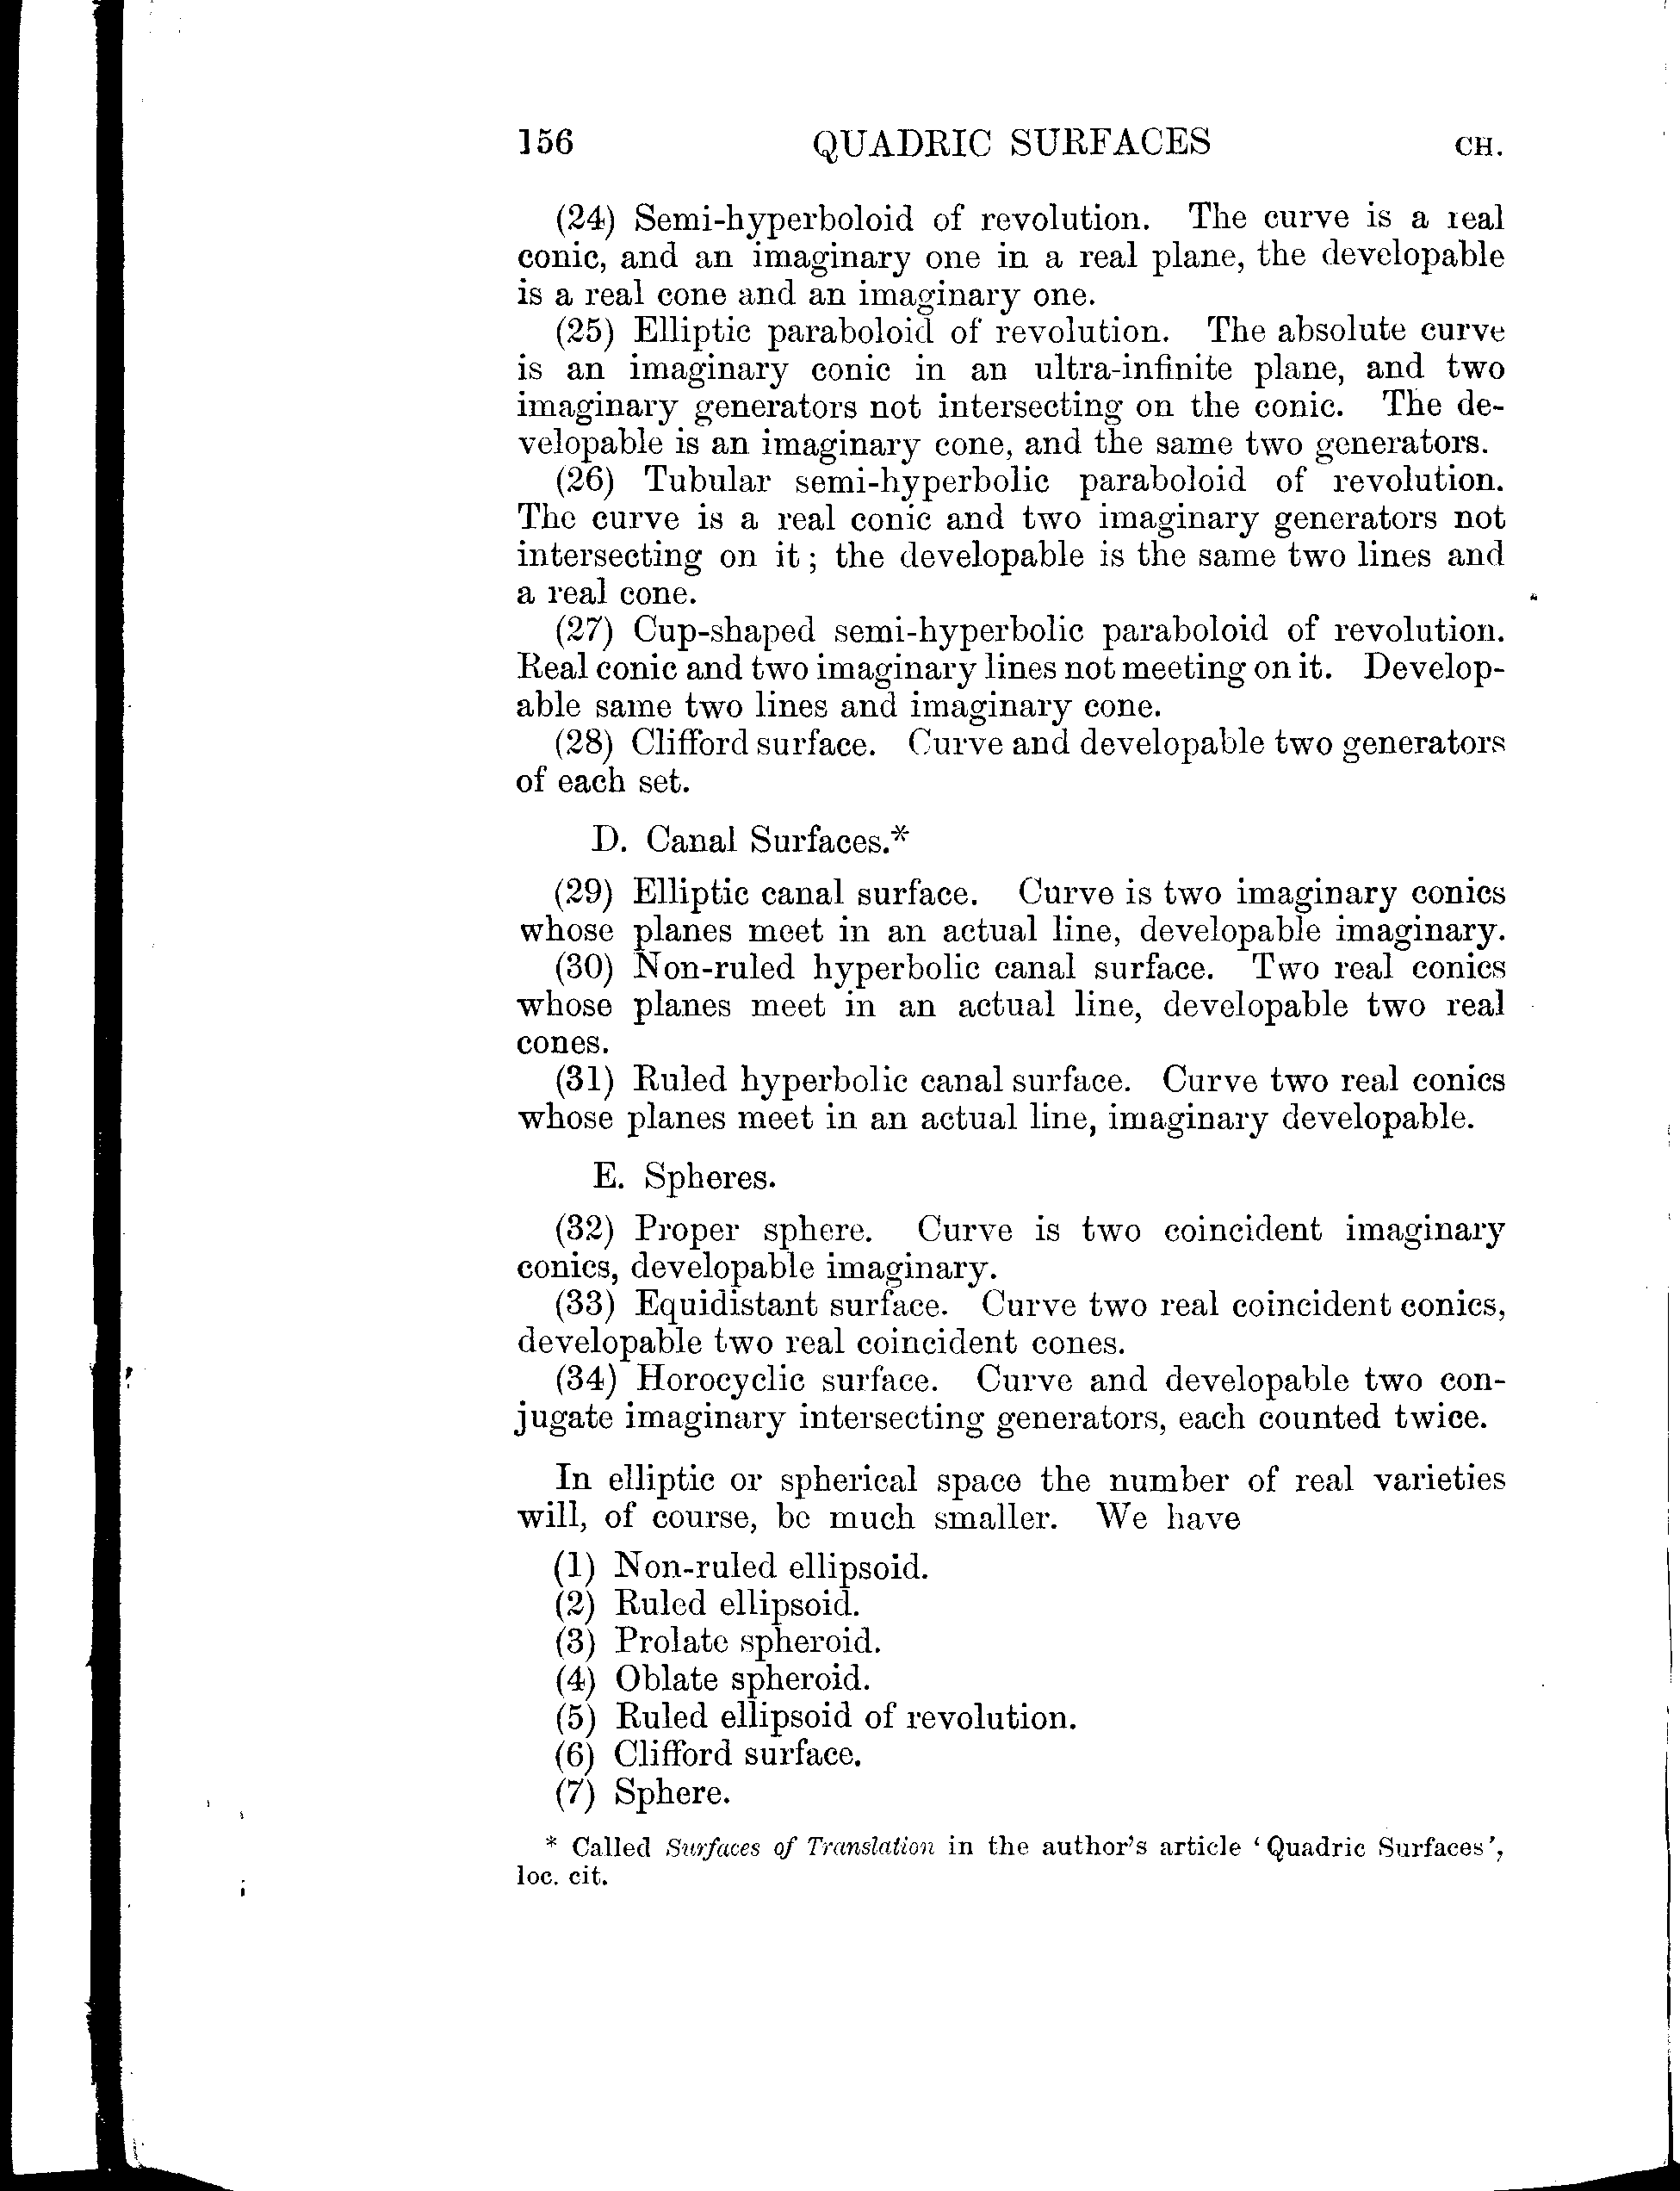 156 QUADRIC SURFACES CH.
(24) Semi-hyperboloid of revolution. The curve is a real
conic, and an imaginary one in a real plane, the developable
is a real cone and an imaginary one.
(25) Elliptic paraboloid of revolution. The absolute curve
is an imaginary conic in an ultra-infinite plane, and two
imaginary generators not intersecting on the conic. The de-
velopable is an imaginary cone, and the same two generators.
(26) Tubular semi-hyperbolic paraboloid of revolution.
The curve is a real conic and two imaginary generators not
intersecting on it; the developable is the same two lines and
a real cone.
(27) Cup-shaped semi-hyperbolic paraboloid of revolution.
Real conic and two imaginary lines not meeting on it. Develop-
able same two lines and imaginary cone.
(28) Clifford surface. Curve and developable two generators
of each set.
D. Canal Surfaces.*
(29) Elliptic canal surface. Curve is two imaginary conics
whose planes meet in an actual line, developable imaginary.
(30) Non-ruled hyperbolic canal surface. Two real conics
whose planes meet in an actual line, developable two real
cones.
(31) Ruled hyperbolic canal surface. Curve two real conics
whose planes meet in an actual line, imaginary developable.
E. Spheres.
(32) Proper sphere. Curve is two coincident imaginary
conics, developable imaginary.
(33) Equidistant surface. Curve two real coincident conics,
developable two real coincident cones.
(34) Horocyclic surface. Curve and developable two con-
jugate imaginary intersecting generators, each counted twice.
In elliptic or spherical space the number of real varieties
will, of course, be much smaller. We have
(1) Non-ruled ellipsoid.
(2) Ruled ellipsoid.
(3) Prolate spheroid.
(4) Oblate spheroid.
(5) Ruled ellipsoid of revolution.
(6) Clifford surface.
(7) Sphere.
* Called Surfaces of Translation in the author's article 'Quadric Surfaces',
loc. cit.